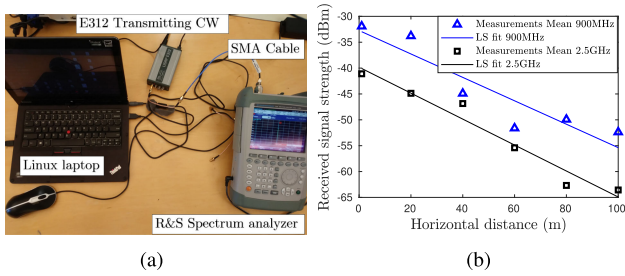 E312 Transmitting CW
SMA Cable
Linux laptop
R&S Spectrum analyzer
(a)
Received signal strength (dBm)
-30
-35
-40
-45
-50
-55
-60
-65
Measurements Mean 900MHz
LS fit 900MHz
Measurements Mean 2.5GHz
LS fit 2.5GHz
0 20 40 60 80 100
Horizontal distance (m)
(b)